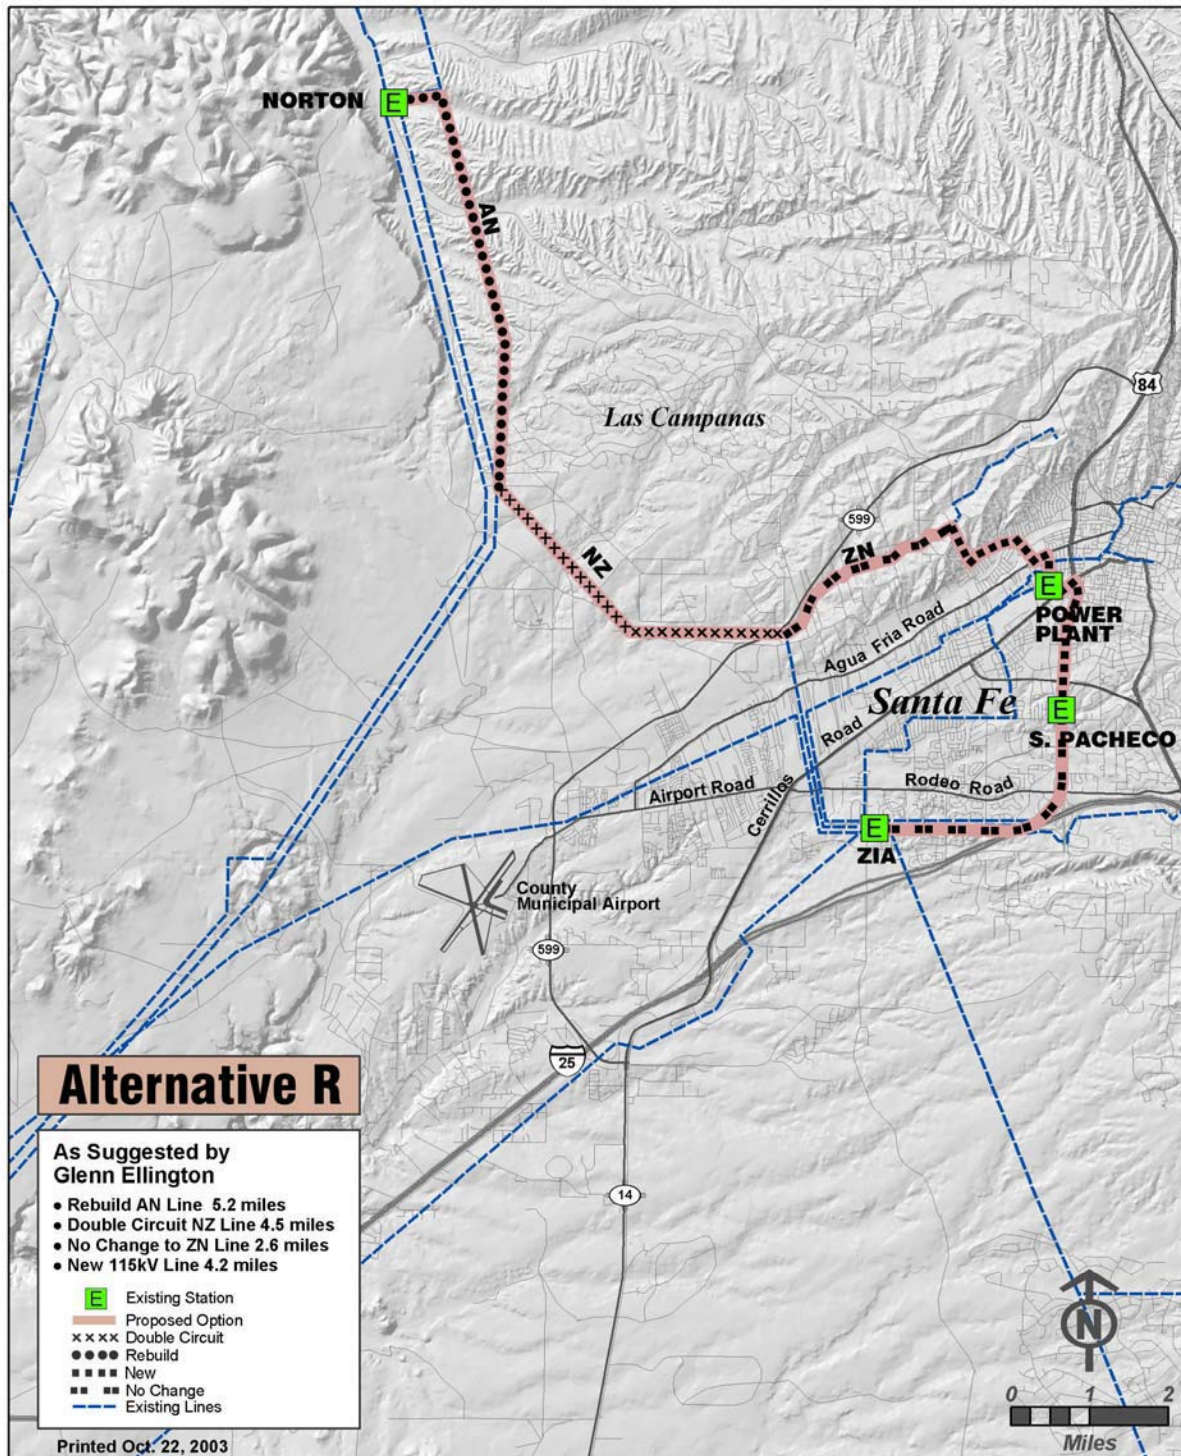 NORTON
E
AN
84
Las Campanas
599
NZ
ZN
E
POWER
PLANT
Agua Fria Road
Santa Fe
E
S. PACHECO
Cerrillos Road
Airport Road
Rodeo Road
E
ZIA
County
Municipal Airport
599
25
14
Alternative R
As Suggested by
Glenn Ellington
• Rebuild AN Line 5.2 miles
• Double Circuit NZ Line 4.5 miles
• No Change to ZN Line 2.6 miles
• New 115kV Line 4.2 miles
E Existing Station
Proposed Option
Double Circuit
Rebuild
New
No Change
Existing Lines
Printed Oct. 22, 2003
N
0 1 2
Miles